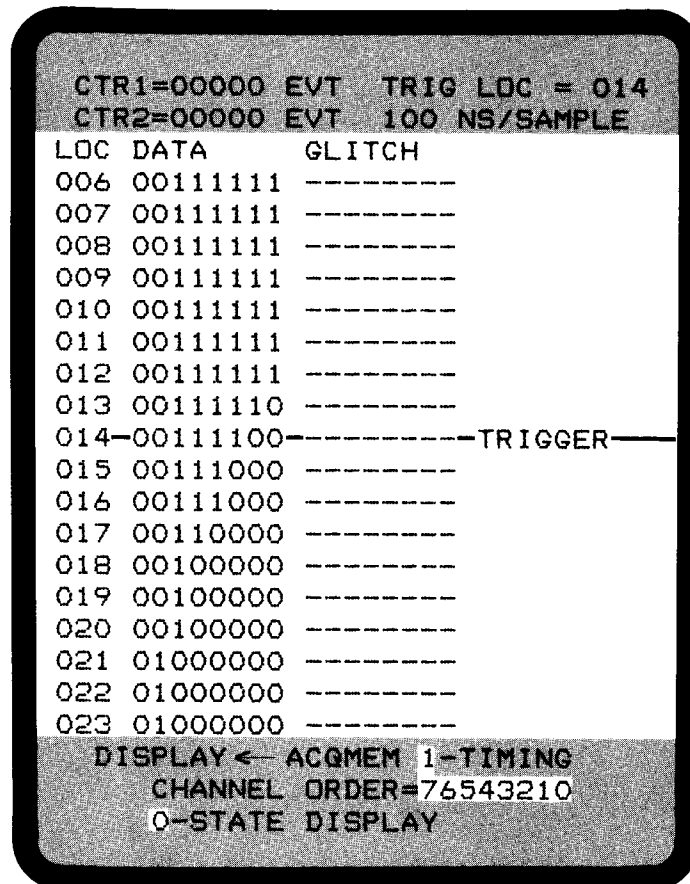 CTR1=00000 EVT TRIG LOC = 014
CTR2=00000 EVT 100 NS/SAMPLE
LOC DATA GLITCH
006 00111111 --------
007 00111111 --------
008 00111111 --------
009 00111111 --------
010 00111111 --------
011 00111111 --------
012 00111111 --------
013 00111110 --------
014-00111100----------TRIGGER—
015 00111000 --------
016 00111000 --------
017 00110000 --------
018 00100000 --------
019 00100000 --------
020 00100000 --------
021 01000000 --------
022 01000000 --------
023 01000000 --------
DISPLAY ← ACQMEM 1-TIMING
CHANNEL ORDER=76543210
0-STATE DISPLAY